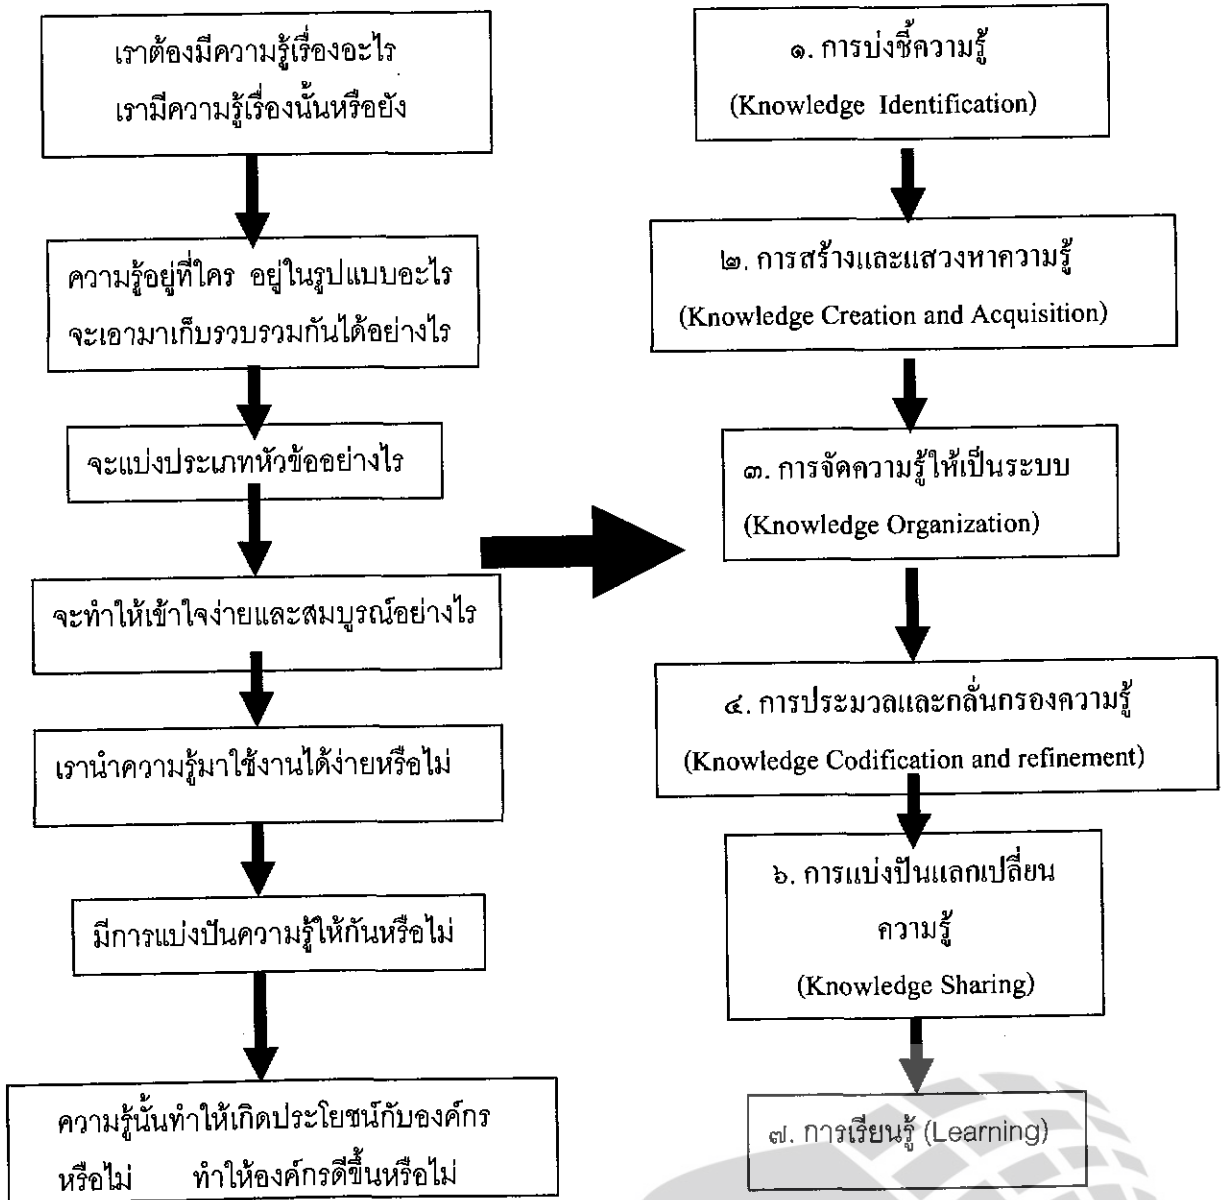 เราต้องมีความรู้เรื่องอะไร
เรามีความรู้เรื่องนั้นหรือยัง
ความรู้อยู่ที่ใคร อยู่ในรูปแบบอะไร
จะเอามาเก็บรวบรวมกันได้อย่างไร
จะแบ่งประเภทหัวข้ออย่างไร
จะทำให้เข้าใจง่ายและสมบูรณ์อย่างไร
เรานำความรู้มาใช้งานได้ง่ายหรือไม่
มีการแบ่งปันความรู้ให้กันหรือไม่
ความรู้นั้นทำให้เกิดประโยชน์กับองค์กร
หรือไม่ ทำให้องค์กรดีขึ้นหรือไม่
๑. การบ่งชี้ความรู้
(Knowledge Identification)
๒. การสร้างและแสวงหาความรู้
(Knowledge Creation and Acquisition)
๓. การจัดความรู้ให้เป็นระบบ
(Knowledge Organization)
๔. การประมวลและกลั่นกรองความรู้
(Knowledge Codification and refinement)
๖. การแบ่งปันแลกเปลี่ยน
ความรู้
(Knowledge Sharing)
๗. การเรียนรู้ (Learning)